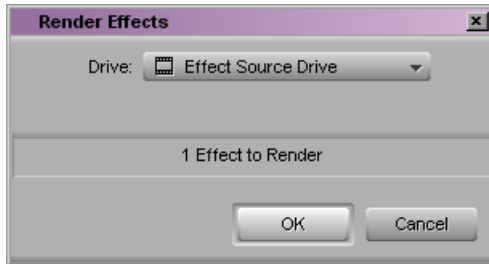 Render Effects
Drive: Effect Source Drive
1 Effect to Render
OK Cancel